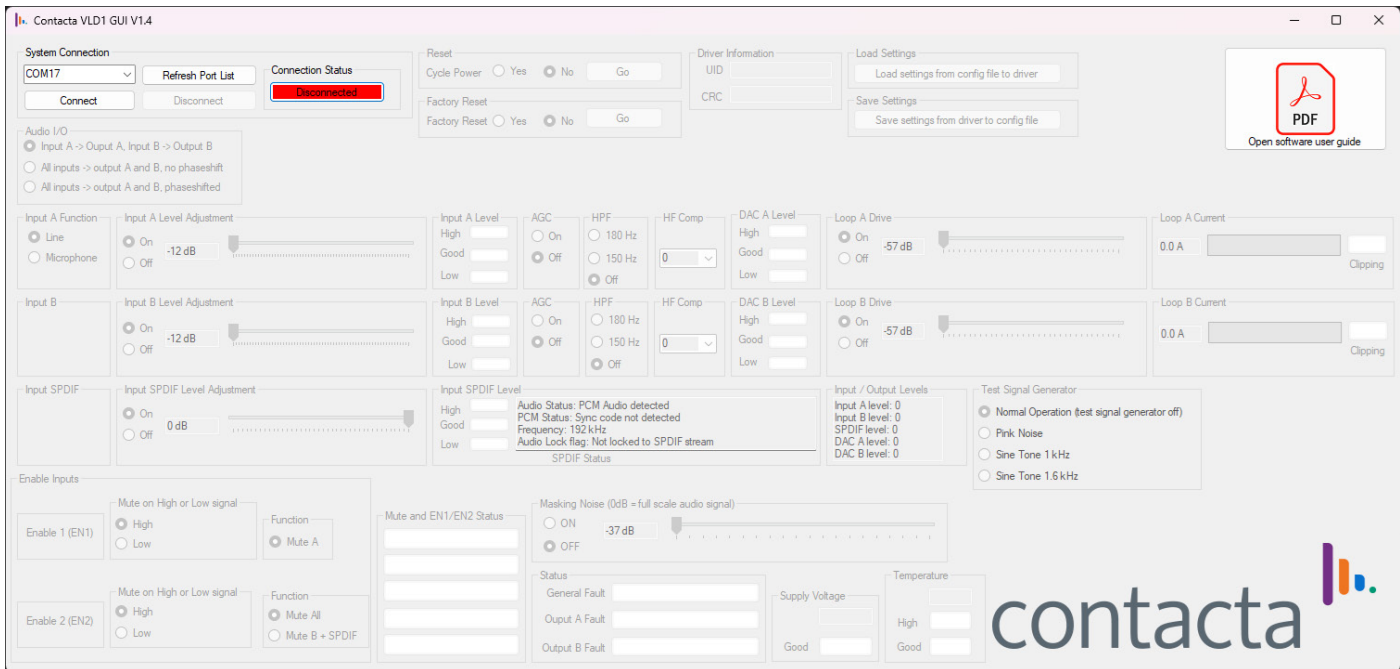 Contacta VLD1 GUI V1.4
System Connection
COM17
Refresh Port List
Connect
Disconnect
Connection Status
Disconnected
Reset
Cycle Power Yes No Go
Factory Reset
Factory Reset Yes No Go
Driver Information
UID
CRC
Load Settings
Load settings from config file to driver
Save Settings
Save settings from driver to config file
PDF
Open software user guide
Audio I/O
Input A -> Ouput A, Input B -> Output B
All inputs -> output A and B, no phaseshift
All inputs -> output A and B, phaseshifted
Input A Function
Line
Microphone
Input A Level Adjustment
On
Off
-12 dB
Input A Level
High
Good
Low
AGC
On
Off
HPF
180 Hz
150 Hz
Off
HF Comp
0
DAC A Level
High
Good
Low
Loop A Drive
On
Off
-57 dB
Loop A Current
0.0 A
Clipping
Input B
Input B Level Adjustment
On
Off
-12 dB
Input B Level
High
Good
Low
AGC
On
Off
HPF
180 Hz
150 Hz
Off
HF Comp
0
DAC B Level
High
Good
Low
Loop B Drive
On
Off
-57 dB
Loop B Current
0.0 A
Clipping
Input SPDIF
Input SPDIF Level Adjustment
On
Off
0 dB
Input SPDIF Level
High
Good
Low
Audio Status: PCM Audio detected
PCM Status: Sync code not detected
Frequency: 192 kHz
Audio Lock flag: Not locked to SPDIF stream
SPDIF Status
Input / Output Levels
Input A level: 0
Input B level: 0
SPDIF level: 0
DAC A level: 0
DAC B level: 0
Test Signal Generator
Normal Operation (test signal generator off)
Pink Noise
Sine Tone 1 kHz
Sine Tone 1.6 kHz
Enable Inputs
Enable 1 (EN1)
Mute on High or Low signal
High
Low
Function
Mute A
Enable 2 (EN2)
Mute on High or Low signal
High
Low
Function
Mute All
Mute B + SPDIF
Mute and EN1/EN2 Status
Masking Noise (0dB = full scale audio signal)
ON
OFF
-37 dB
Status
General Fault
Ouput A Fault
Output B Fault
Supply Voltage
Good
Temperature
High
Good
contacta